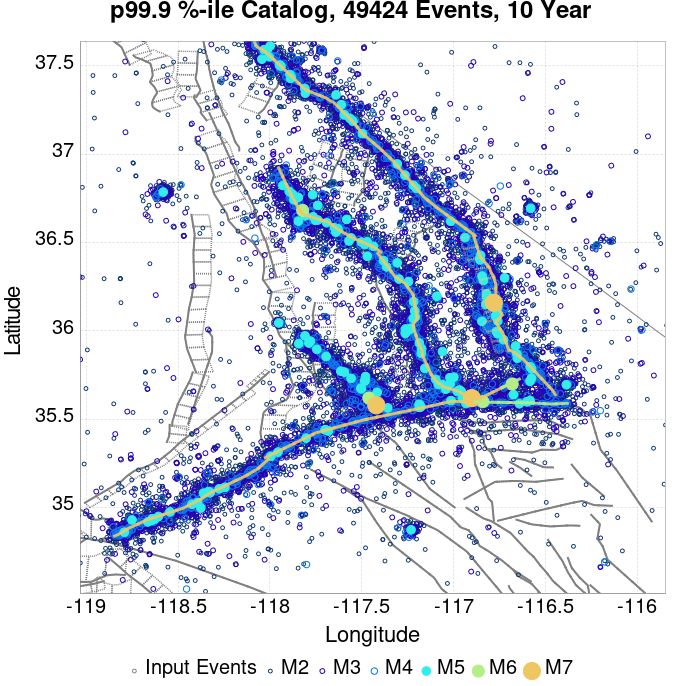 p99.9 %-ile Catalog, 49424 Events, 10 Year
37.5
37
36.5
36
35.5
35
Latitude
-119 -118.5 -118 -117.5 -117 -116.5 -116
Longitude
Input Events M2 M3 M4 M5 M6 M7